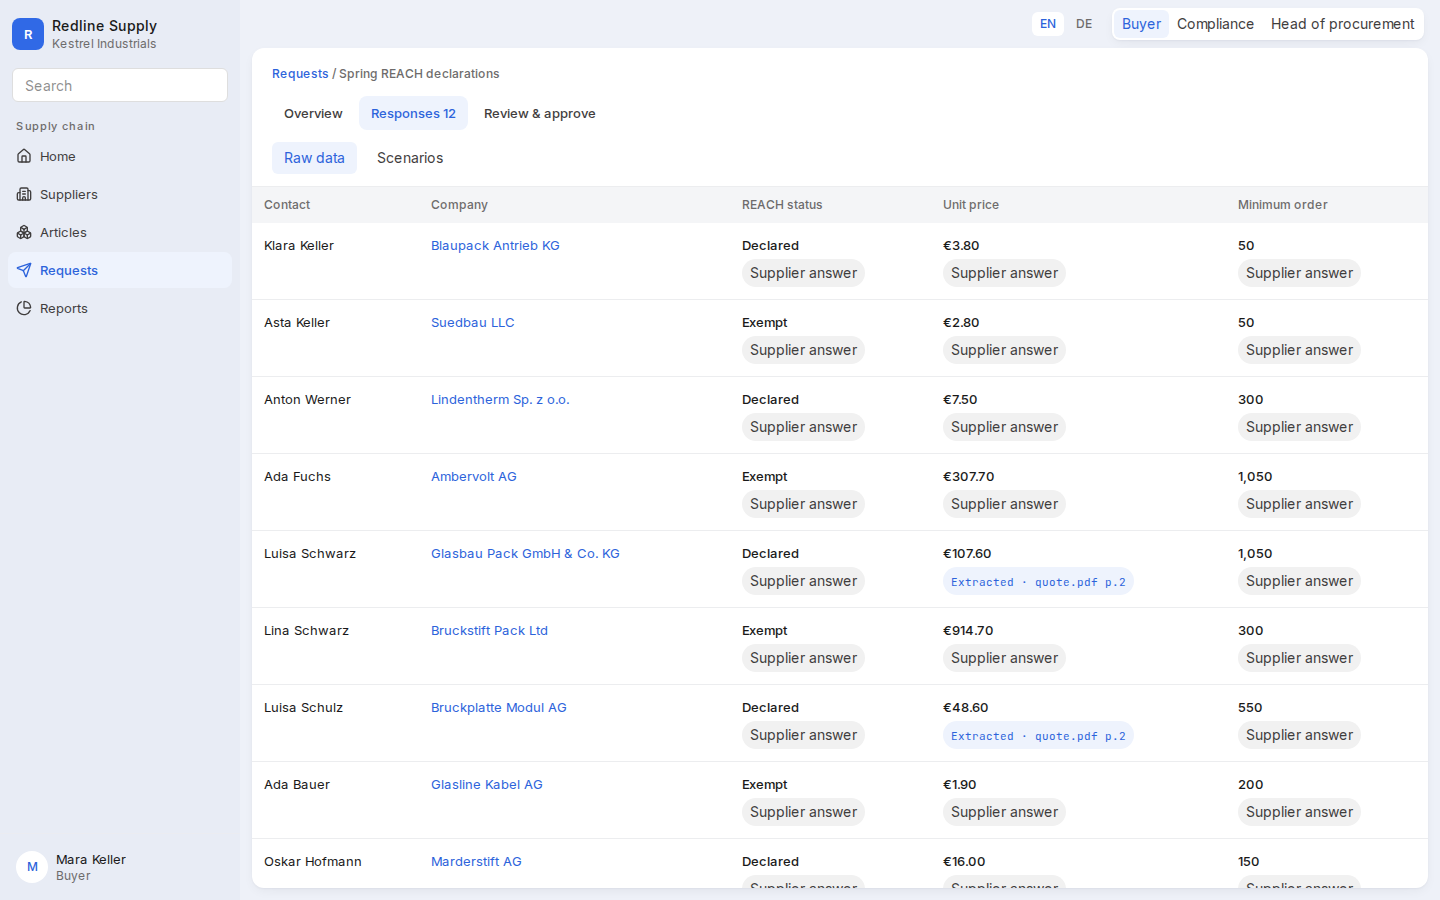 R
Redline Supply
Kestrel Industrials
Search
Supply chain
Home
Suppliers
Articles
Requests
Reports
M
Mara Keller
Buyer
EN DE Buyer Compliance Head of procurement
Requests / Spring REACH declarations
Overview Responses 12 Review & approve
Raw data Scenarios
Contact Company REACH status Unit price Minimum order
Klara Keller Blaupack Antrieb KG Declared €3.80 50
Supplier answer Supplier answer Supplier answer
Asta Keller Suedbau LLC Exempt €2.80 50
Supplier answer Supplier answer Supplier answer
Anton Werner Lindentherm Sp. z o.o. Declared €7.50 300
Supplier answer Supplier answer Supplier answer
Ada Fuchs Ambervolt AG Exempt €307.70 1,050
Supplier answer Supplier answer Supplier answer
Luisa Schwarz Glasbau Pack GmbH & Co. KG Declared €107.60 1,050
Supplier answer Extracted · quote.pdf p.2 Supplier answer
Lina Schwarz Bruckstift Pack Ltd Exempt €914.70 300
Supplier answer Supplier answer Supplier answer
Luisa Schulz Bruckplatte Modul AG Declared €48.60 550
Supplier answer Extracted · quote.pdf p.2 Supplier answer
Ada Bauer Glasline Kabel AG Exempt €1.90 200
Supplier answer Supplier answer Supplier answer
Oskar Hofmann Marderstift AG Declared €16.00 150
Supplier answer Supplier answer Supplier answer